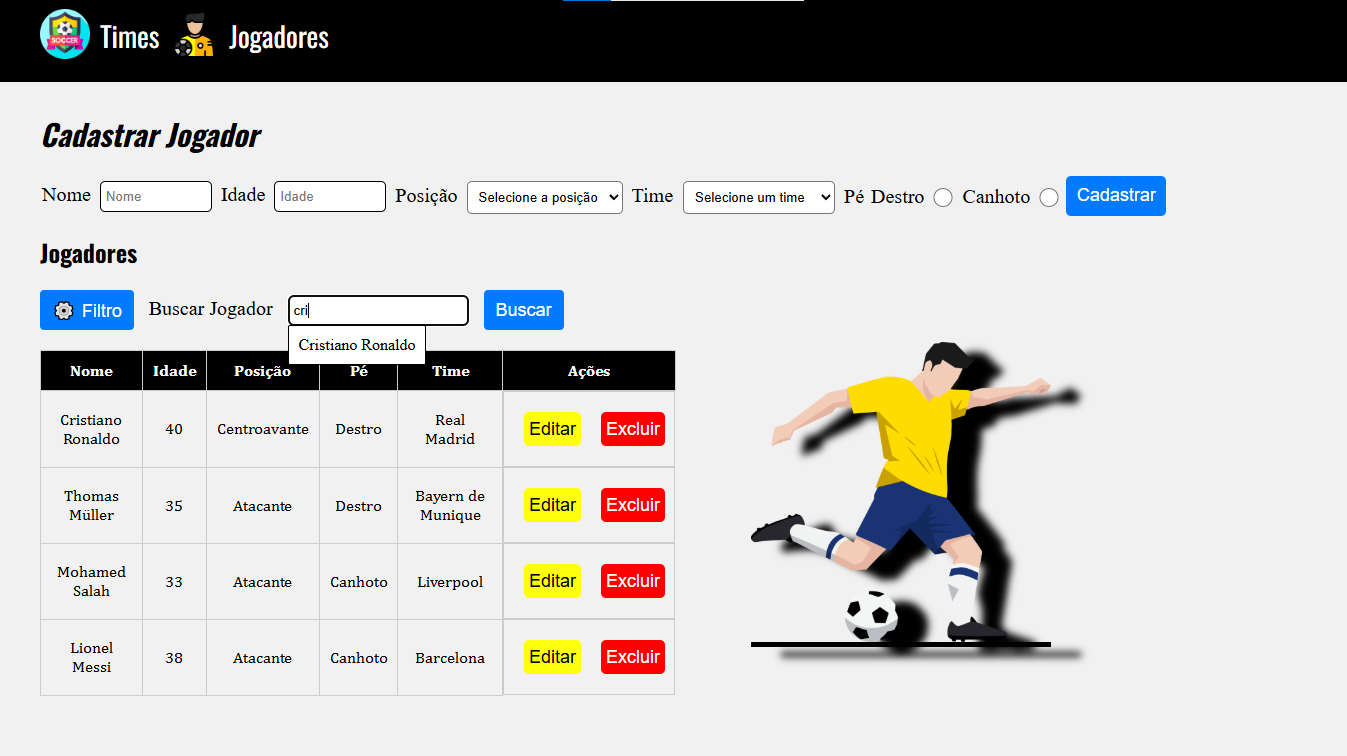 SOCCER
Times Jogadores
Cadastrar Jogador
Nome Nome Idade Idade Posição Selecione a posição Time Selecione um time Pé Destro Canhoto Cadastrar
Jogadores
Filtro Buscar Jogador cri Buscar
Cristiano Ronaldo
Nome Idade Posição Pé Time Ações
Cristiano Ronaldo 40 Centroavante Destro Real Madrid Editar Excluir
Thomas Müller 35 Atacante Destro Bayern de Munique Editar Excluir
Mohamed Salah 33 Atacante Canhoto Liverpool Editar Excluir
Lionel Messi 38 Atacante Canhoto Barcelona Editar Excluir